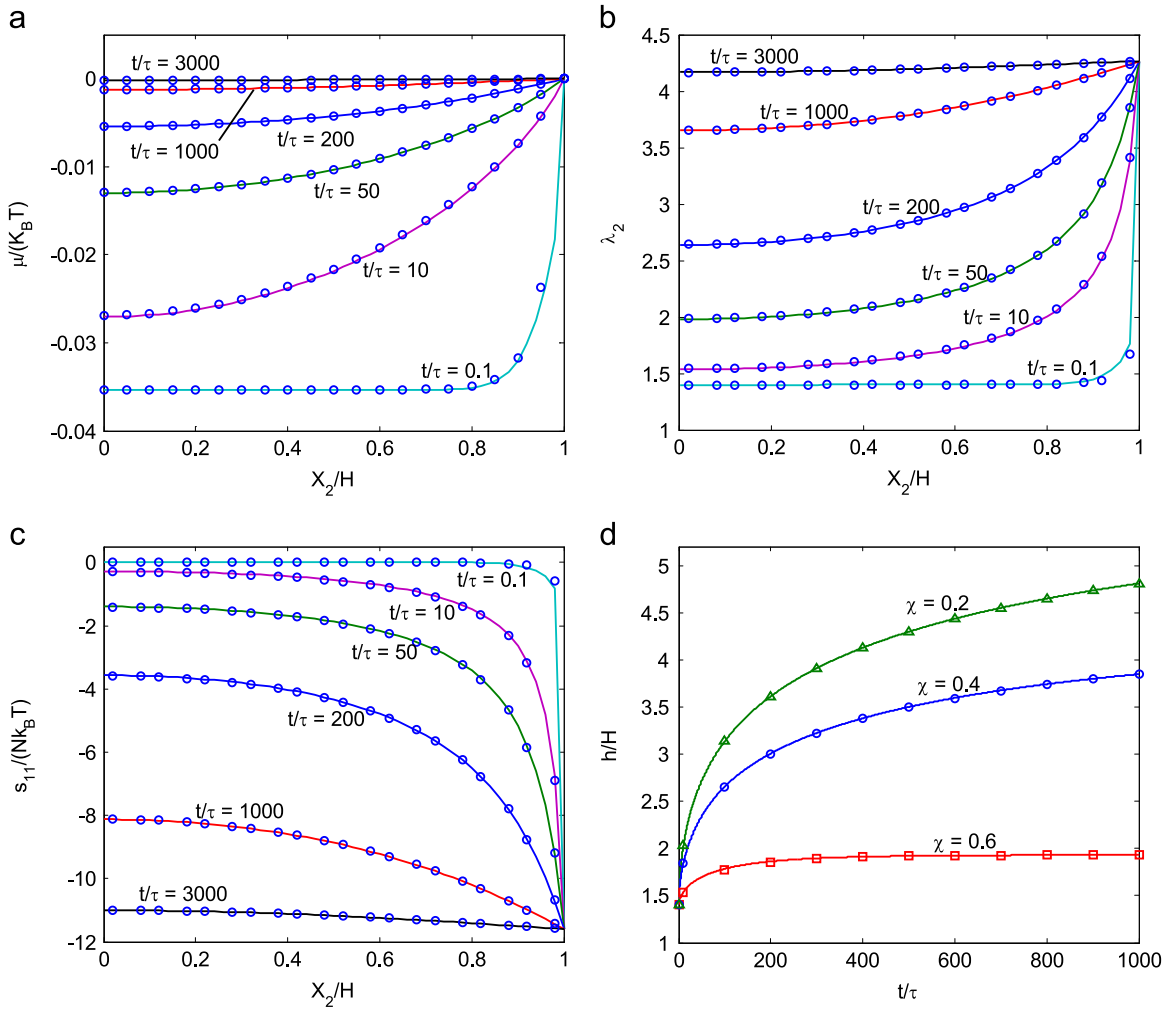 a
t/τ = 3000
t/τ = 1000
t/τ = 200
t/τ = 50
t/τ = 10
t/τ = 0.1
0
-0.01
-0.02
-0.03
-0.04
μ/(K_BT)
0 0.2 0.4 0.6 0.8 1
X_2/H
b
t/τ = 3000
t/τ = 1000
t/τ = 200
t/τ = 50
t/τ = 10
t/τ = 0.1
4.5
4
3.5
3
2.5
2
1.5
1
λ_2
0 0.2 0.4 0.6 0.8 1
X_2/H
c
t/τ = 0.1
t/τ = 10
t/τ = 50
t/τ = 200
t/τ = 1000
t/τ = 3000
0
-2
-4
-6
-8
-10
-12
s_11/(Nk_BT)
0 0.2 0.4 0.6 0.8 1
X_2/H
d
χ = 0.2
χ = 0.4
χ = 0.6
5
4.5
4
3.5
3
2.5
2
1.5
1
h/H
0 200 400 600 800 1000
t/τ